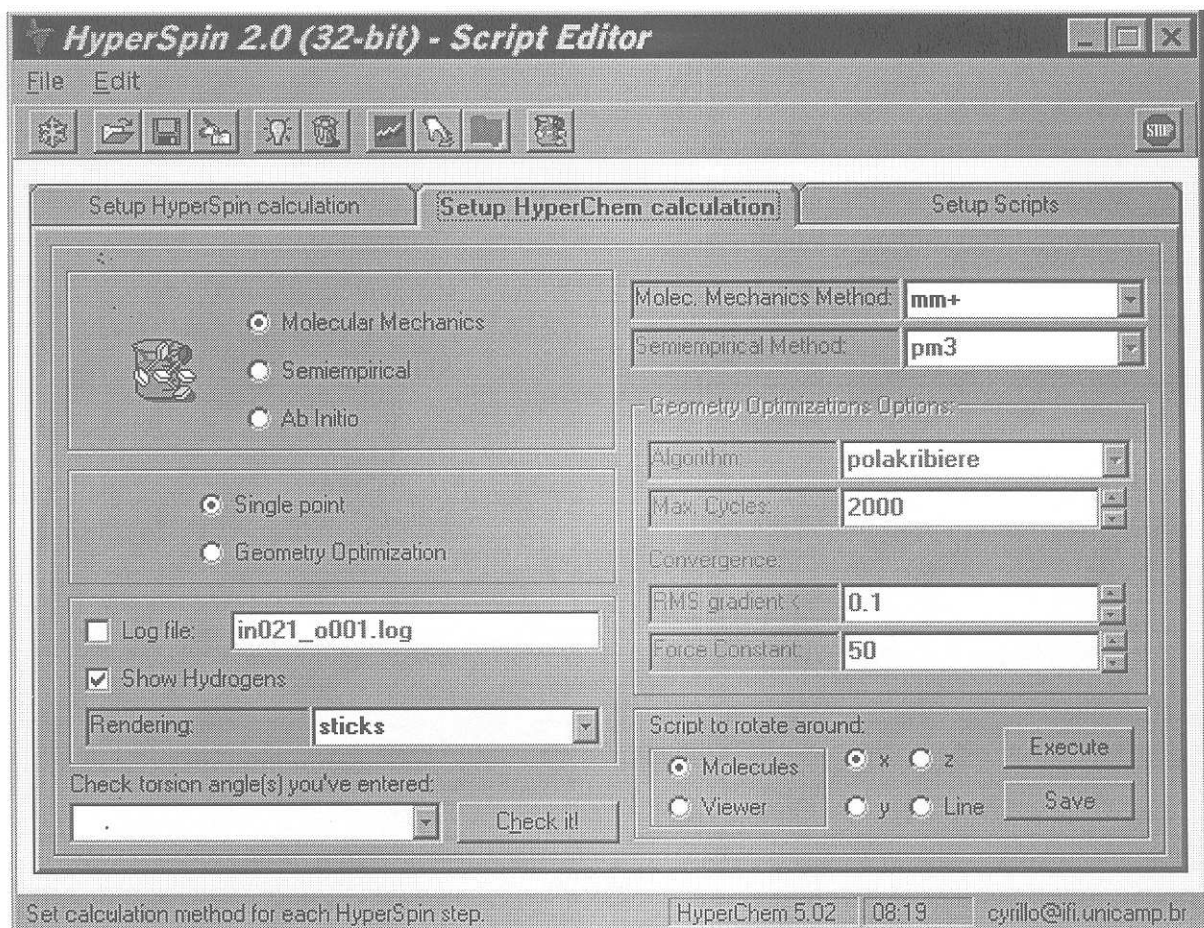 HyperSpin 2.0 (32-bit) - Script Editor
File Edit
STOP
Setup HyperSpin calculation
Setup HyperChem calculation
Setup Scripts
Molecular Mechanics
Semiempirical
Ab Initio
Single point
Geometry Optimization
Log file: in021_o001.log
Show Hydrogens
Rendering: sticks
Check torsion angle(s) you've entered:
Check it!
Molec. Mechanics Method: mm+
Semiempirical Method: pm3
Geometry Optimizations Options:
Algorithm: polakribiere
Max. Cycles: 2000
Convergence:
RMS gradient < 0.1
Force Constant: 50
Script to rotate around:
Molecules
Viewer
x z
y Line
Execute
Save
Set calculation method for each HyperSpin step.
HyperChem 5.02
08:19
cyrillo@ifi.unicamp.br